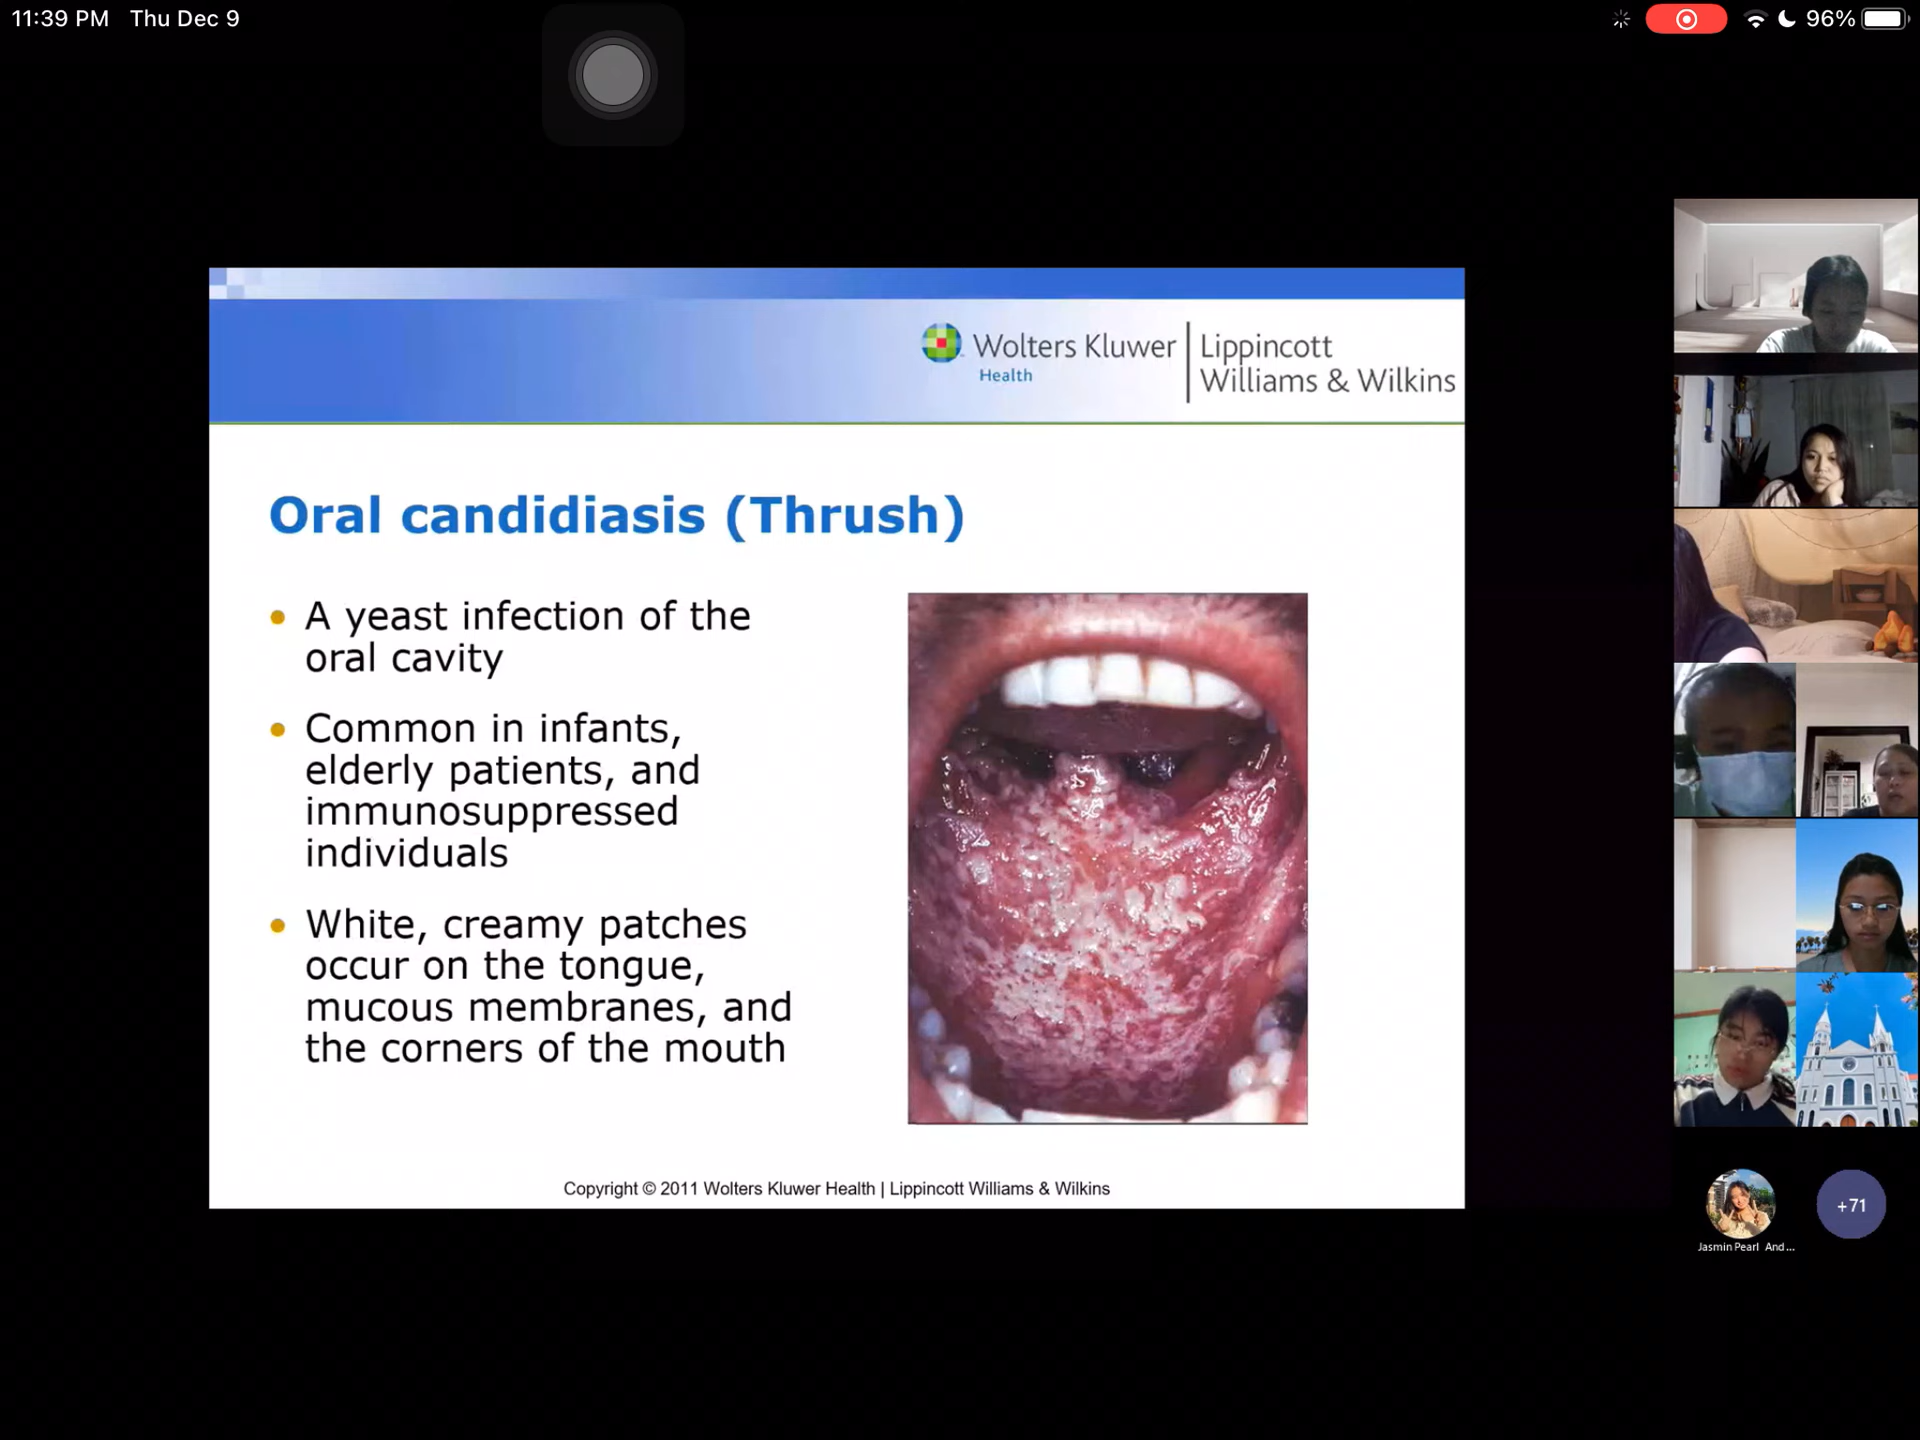 11:39 PM Thu Dec 9
96%
Wolters Kluwer
Health
Lippincott
Williams & Wilkins
Oral candidiasis (Thrush)
• A yeast infection of the
oral cavity
• Common in infants,
elderly patients, and
immunosuppressed
individuals
• White, creamy patches
occur on the tongue,
mucous membranes, and
the corners of the mouth
Copyright © 2011 Wolters Kluwer Health | Lippincott Williams & Wilkins
+71
Jasmin Pearl And...